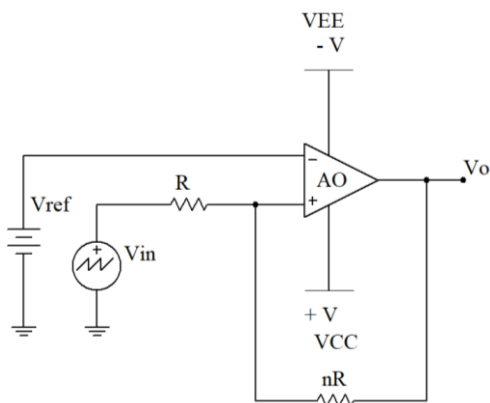 VEE
- V
−
Vo
AO
R
Vref
+
+
Vin
+ V
VCC
nR